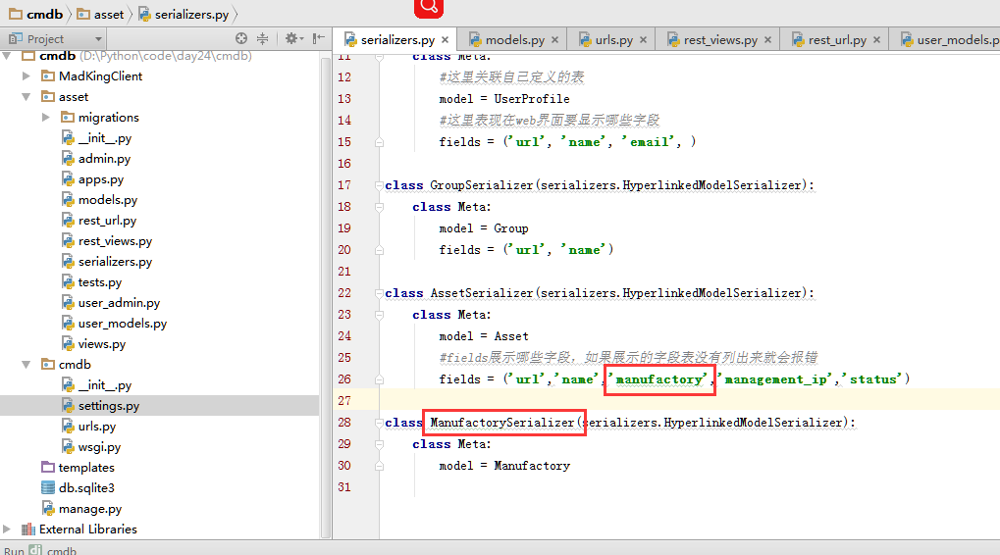 cmdb asset serializers.py
Project
serializers.py models.py urls.py rest_views.py rest_url.py user_models.p
cmdb (D:\Python\code\day24\cmdb)
MadKingClient
asset
migrations
__init__.py
admin.py
apps.py
models.py
rest_url.py
rest_views.py
serializers.py
tests.py
user_admin.py
user_models.py
views.py
cmdb
__init__.py
settings.py
urls.py
wsgi.py
templates
db.sqlite3
manage.py
External Libraries
Run cmdb
11 class Meta:
12 #这里关联自己定义的表
13 model = UserProfile
14 #这里表现在web界面要显示哪些字段
15 fields = ('url', 'name', 'email', )
16
17 class GroupSerializer(serializers.HyperlinkedModelSerializer):
18 class Meta:
19 model = Group
20 fields = ('url', 'name')
21
22 class AssetSerializer(serializers.HyperlinkedModelSerializer):
23 class Meta:
24 model = Asset
25 #fields展示哪些字段，如果展示的字段表没有列出来就会报错
26 fields = ('url','name','manufactory','management_ip','status')
27
28 class ManufactorySerializer(serializers.HyperlinkedModelSerializer):
29 class Meta:
30 model = Manufactory
31